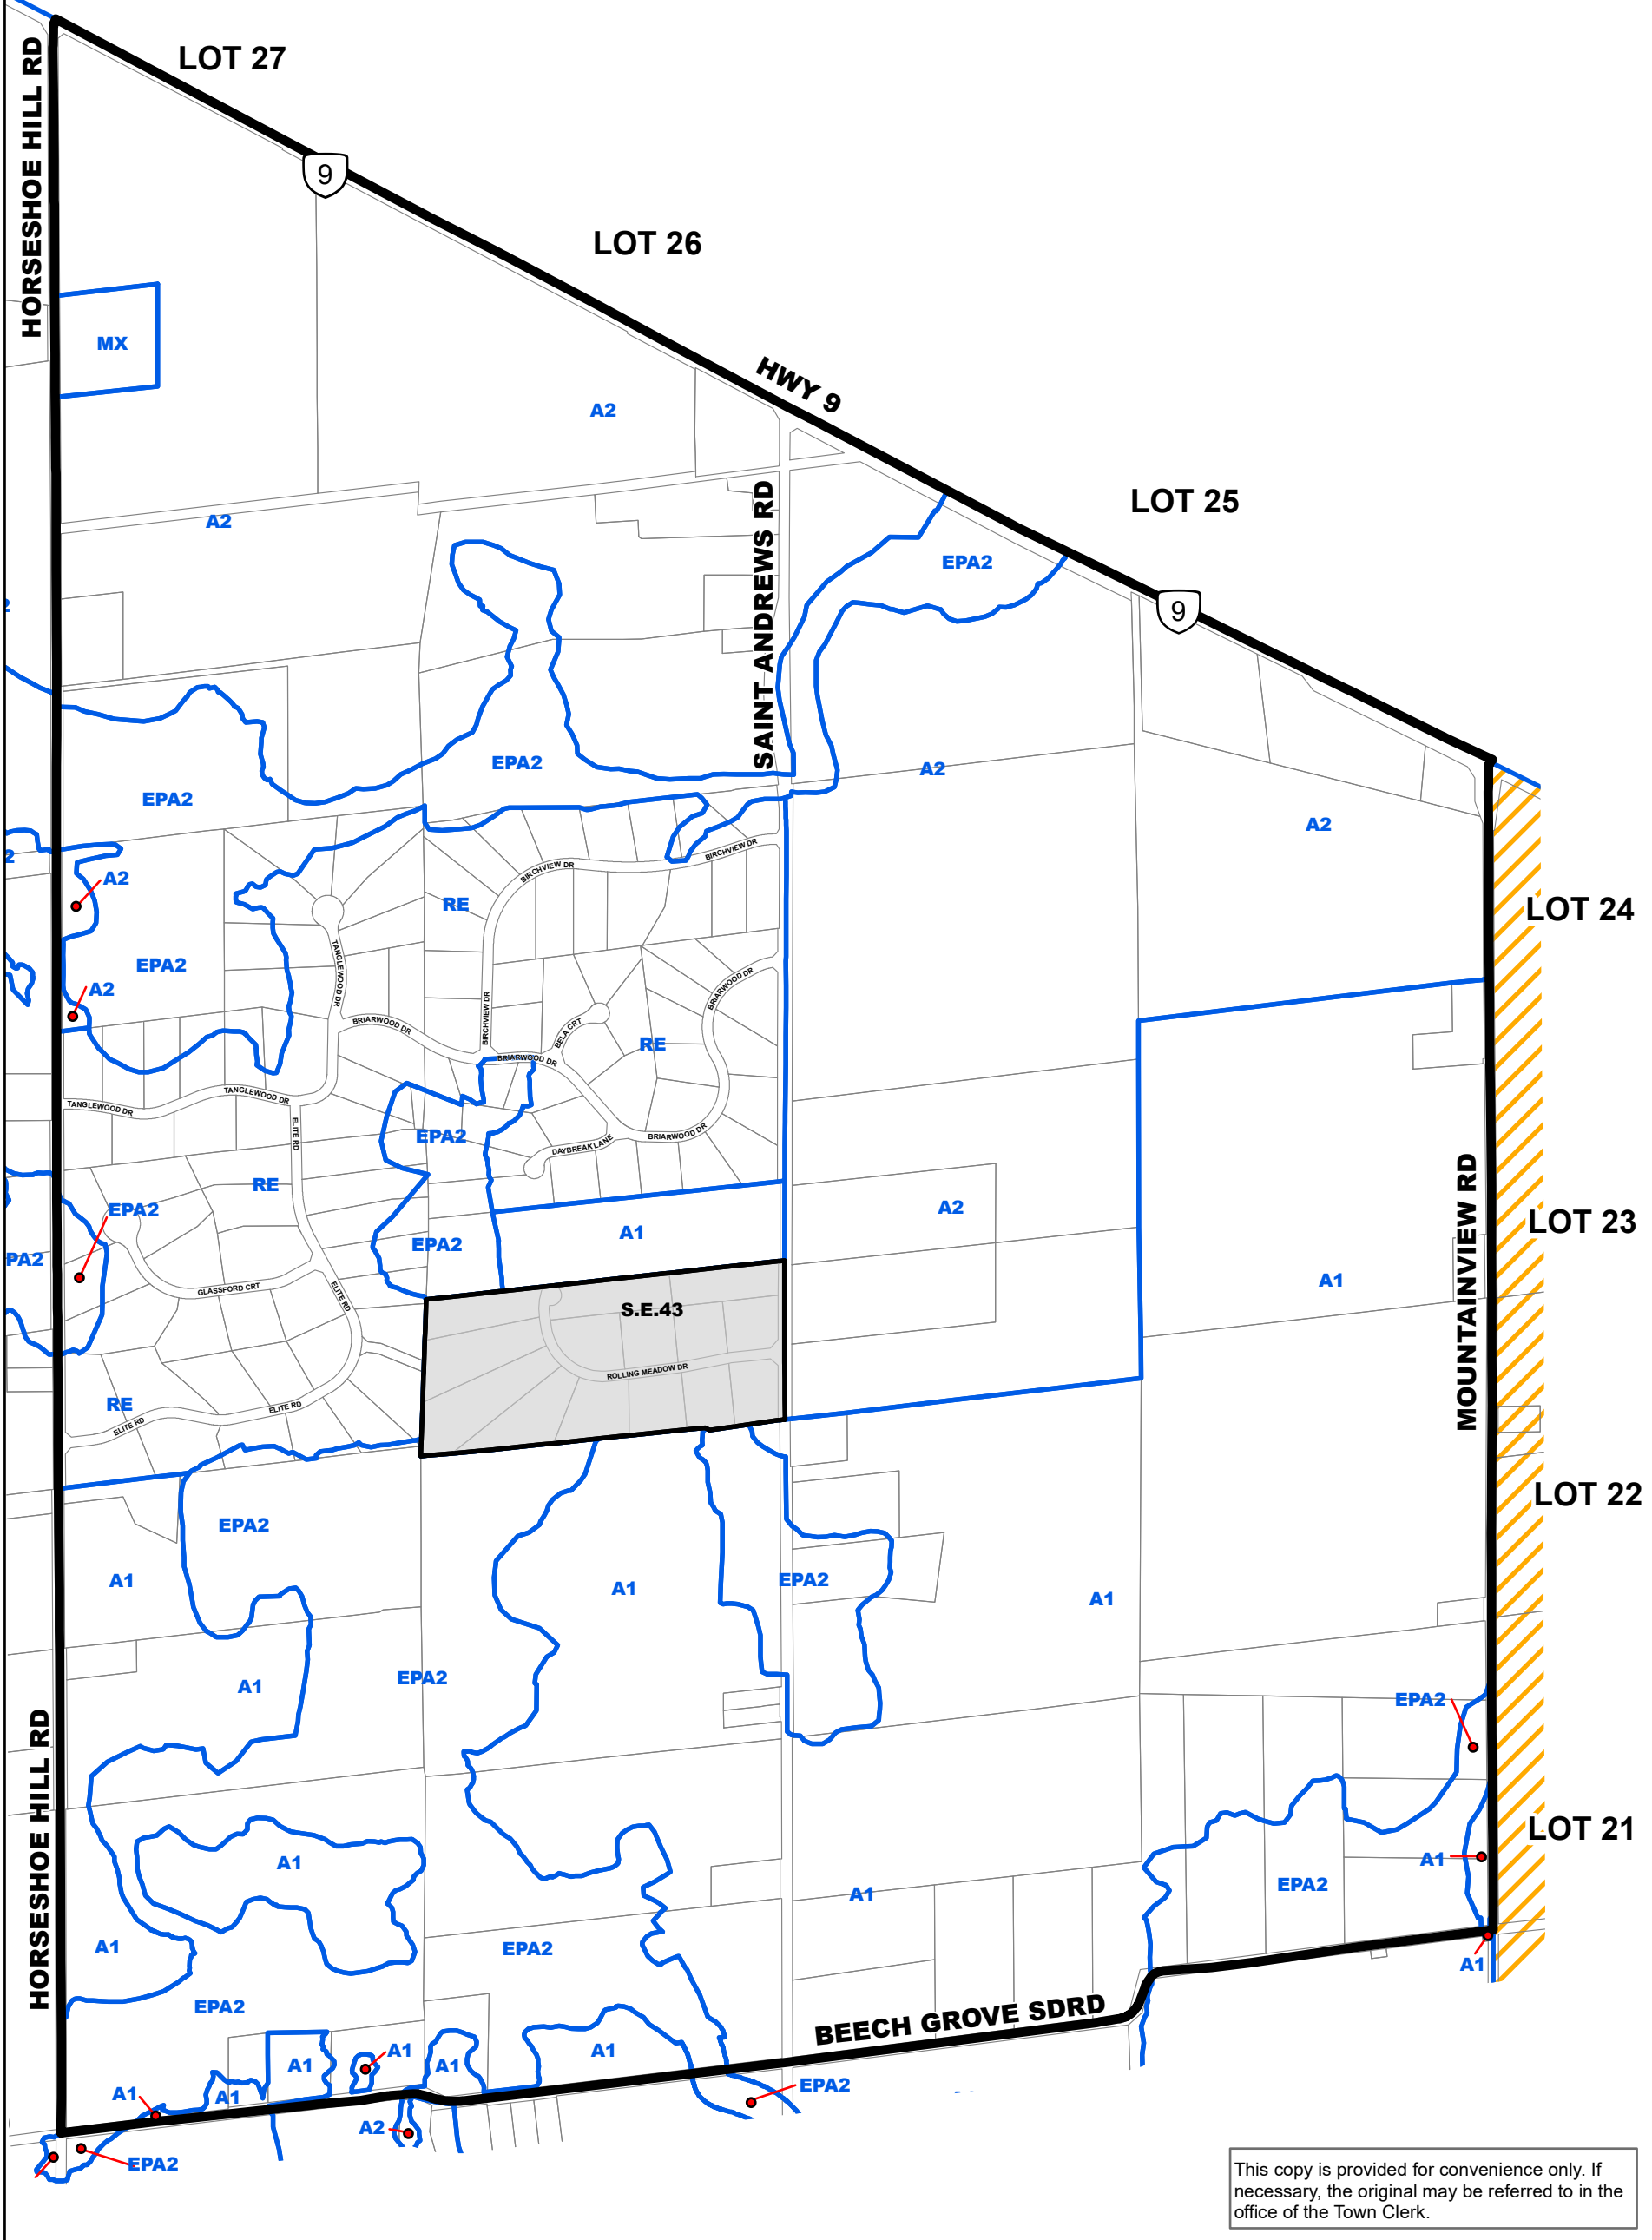 LOT 27
HORSESHOE HILL RD
9
LOT 26
MX
HWY 9
A2
SAINT ANDREWS RD
LOT 25
A2
EPA2
9
EPA2
A2
EPA2
A2
BIRCHVIEW DR
BIRCHVIEW DR
A2
RE
LOT 24
TANGLEWOOD DR
EPA2
BRIARWOOD DR
A2
BIRCHVIEW DR
BRIARWOOD DR
BELA CRT
RE
BRIARWOOD DR
TANGLEWOOD DR
TANGLEWOOD DR
ELITE RD
EPA2
DAYBREAK LANE
BRIARWOOD DR
MOUNTAINVIEW RD
RE
EPA2
A2
LOT 23
A1
EPA2
PA2
A1
GLASSFORD CRT
ELITE RD
S.E.43
ROLLING MEADOW DR
RE
ELITE RD
ELITE RD
LOT 22
EPA2
A1
A1
EPA2
A1
A1
EPA2
EPA2
HORSESHOE HILL RD
LOT 21
A1
A1
EPA2
A1
A1
EPA2
A1
EPA2
BEECH GROVE SDRD
A1
A1
A1
A1
A1
A1
EPA2
A2
EPA2
This copy is provided for convenience only. If
necessary, the original may be referred to in the
office of the Town Clerk.